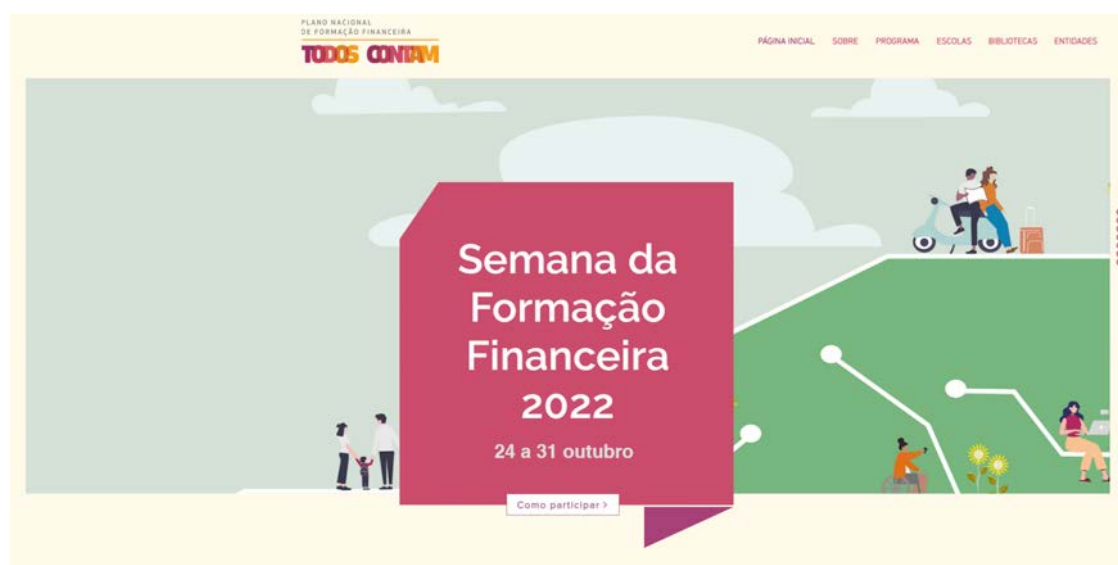 PLANO NACIONAL
DE FORMAÇÃO FINANCEIRA
TODOS CONTAM
PÁGINA INICIAL SOBRE PROGRAMA ESCOLAS BIBLIOTECAS ENTIDADES
Semana da
Formação
Financeira
2022
24 a 31 outubro
Como participar >